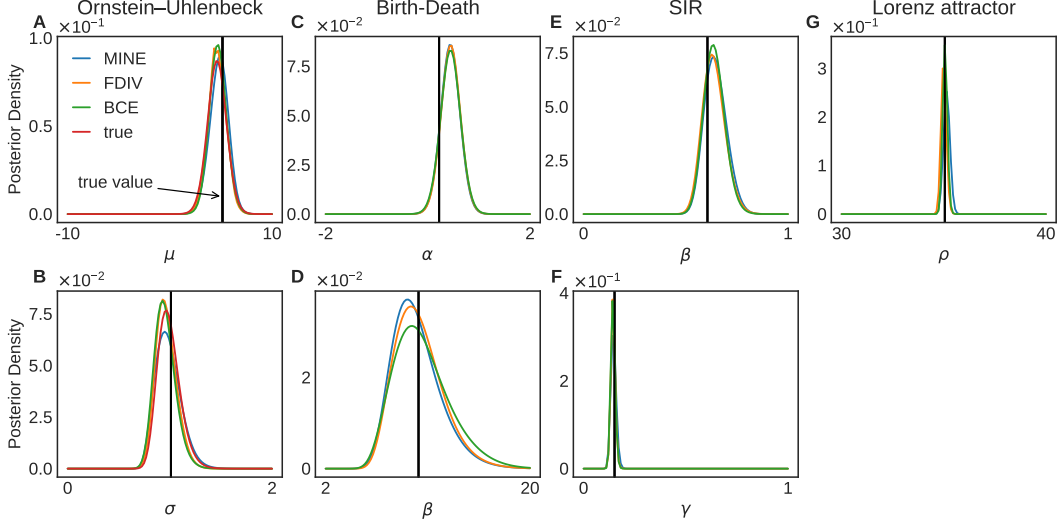 Ornstein–Uhlenbeck
Birth-Death
SIR
Lorenz attractor
A
×10⁻¹
C
×10⁻²
E
×10⁻²
G
×10⁻¹
Posterior Density
1.0
0.5
0.0
MINE
FDIV
BCE
true
true value
-10
10
μ
7.5
5.0
2.5
0.0
-2
2
α
7.5
5.0
2.5
0.0
0
1
β
3
2
1
0
30
40
ρ
B
×10⁻²
D
×10⁻²
F
×10⁻¹
Posterior Density
7.5
5.0
2.5
0.0
0
2
σ
2
0
2
20
β
4
2
0
0
1
γ